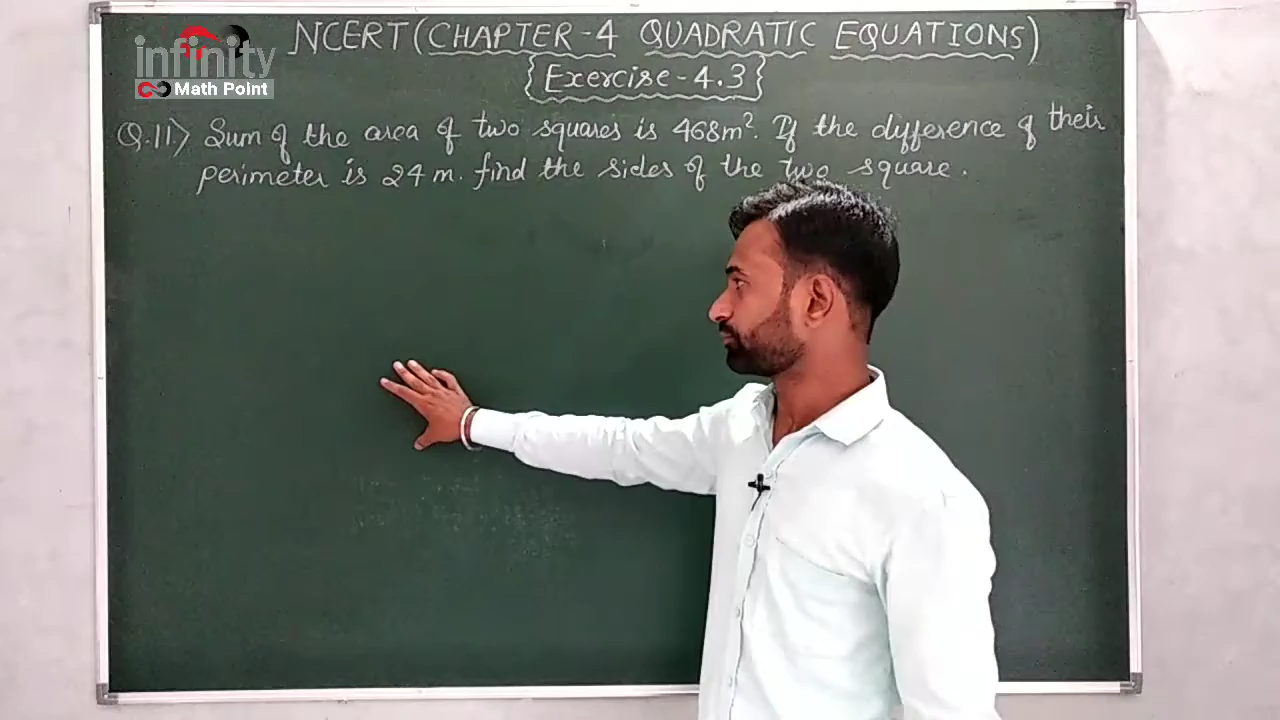 infinity
Math Point
NCERT (CHAPTER-4 QUADRATIC EQUATIONS)
{Exercise-4.3}
Q.11.) Sum of the area of two squares is 468m². If the difference of their
perimeter is 24 m. find the sides of the two square.